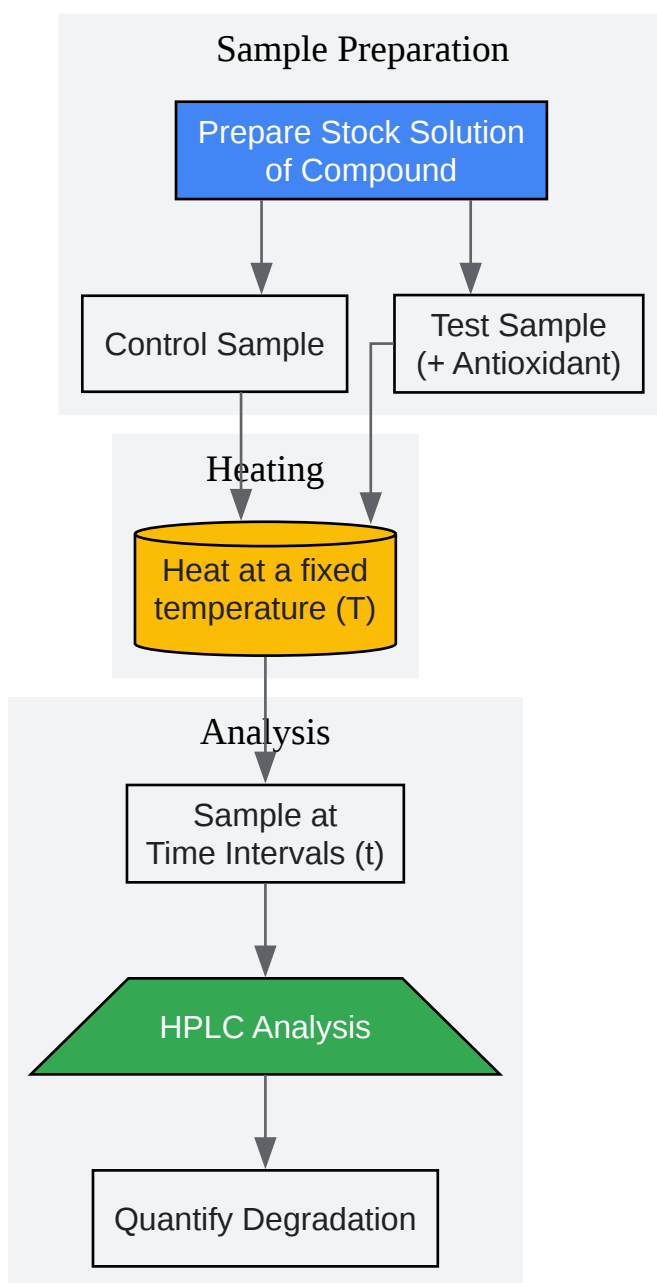 Sample Preparation
Prepare Stock Solution
of Compound
Control Sample
Test Sample
(+ Antioxidant)
Heating
Heat at a fixed
temperature (T)
Analysis
Sample at
Time Intervals (t)
HPLC Analysis
Quantify Degradation